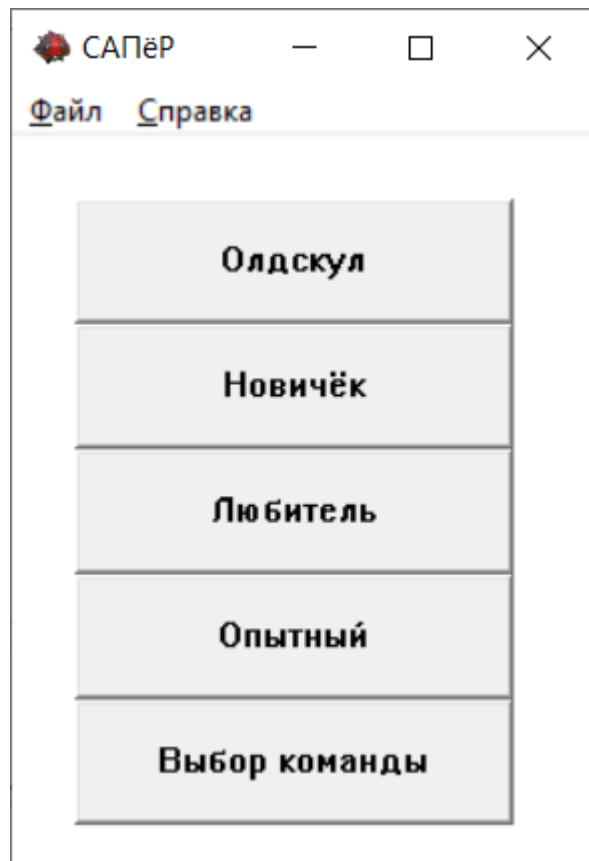 САПёР
Файл Справка
Олдскул
Новичёк
Любитель
Опытный
Выбор команды